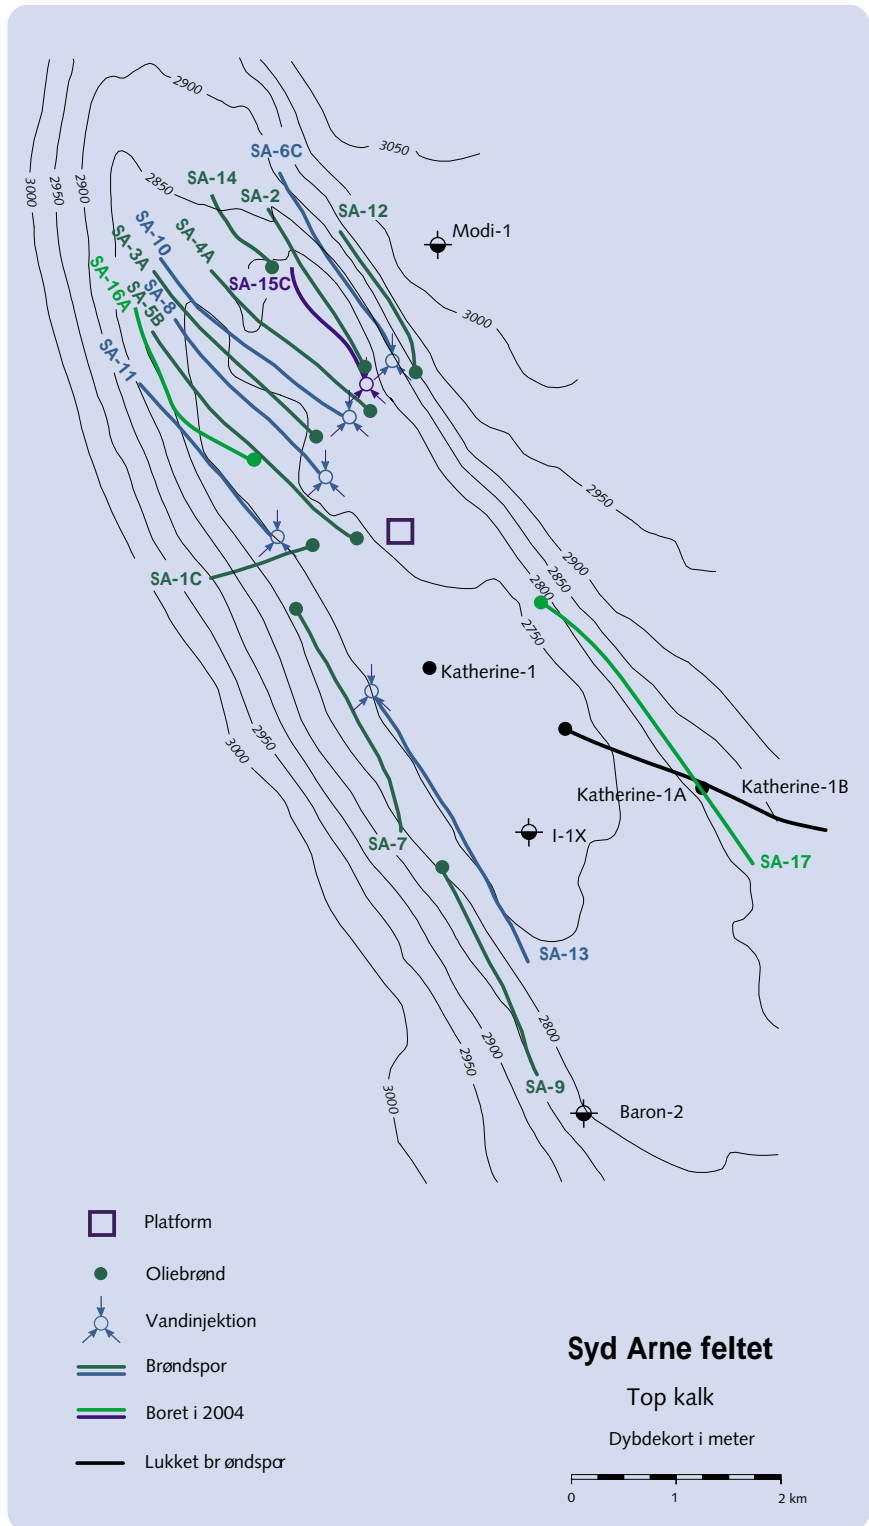 2900
3050
SA-6C
SA-14
2850
SA-2
SA-12
3000
2950
2900
Modi-1
SA-10
SA-4A
SA-3A
SA-16A
SA-8
SA-5B
SA-15C
SA-11
3000
2950
2900
2850
2800
2750
SA-1C
Katherine-1
3000
2950
Katherine-1A
Katherine-1B
I-1X
SA-7
SA-17
SA-13
2800
2900
2950
3000
SA-9
Baron-2
Platform
Oliebrønd
Vandinjektion
Brøndspor
Boret i 2004
Lukket br øndspor
Syd Arne feltet
Top kalk
Dybdekort i meter
0 1 2 km